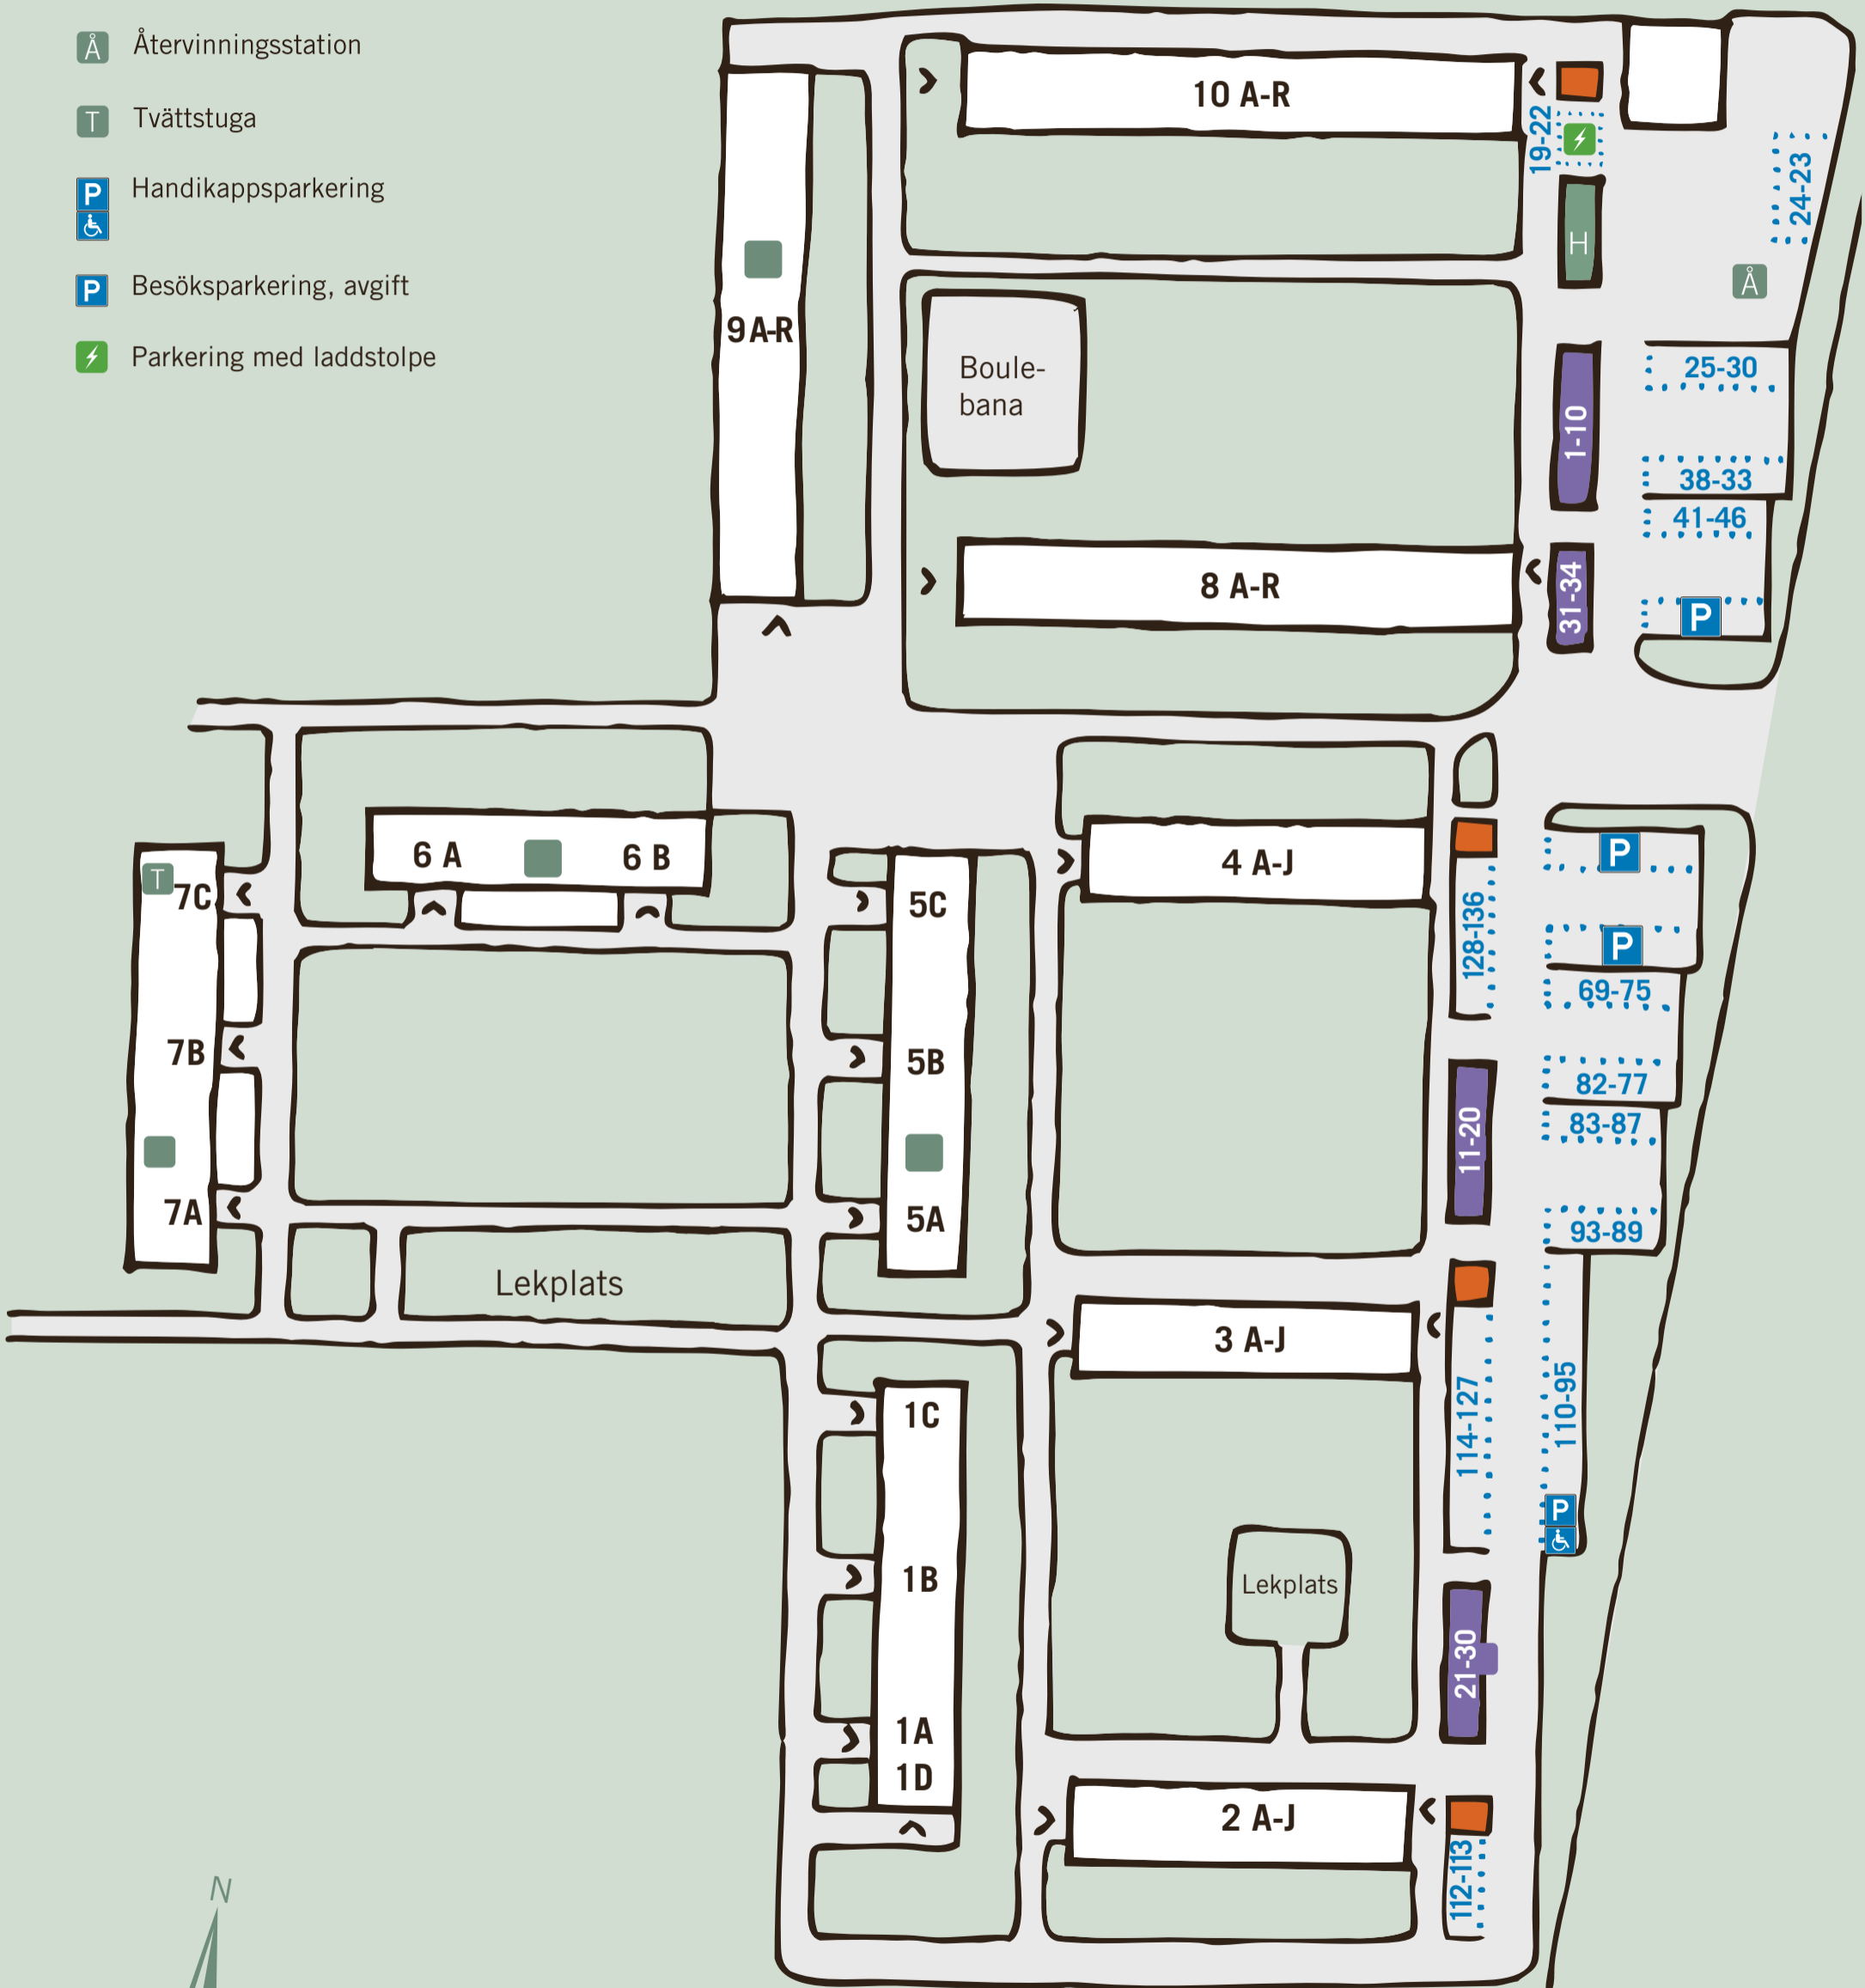 Å Återvinningsstation
T Tvättstuga
P Handikappsparkering
P Besöksparkering, avgift
Parkering med laddstolpe
10 A-R
19-22
24-23
H
Å
9 A-R
Boule-
bana
25-30
1-10
38-33
41-46
8 A-R
31-34
P
6 A
6 B
4 A-J
P
T
7C
5C
128-136
P
69-75
7B
5B
82-77
11-20
83-87
7A
5A
93-89
Lekplats
3 A-J
1C
114-127
110-95
P
1B
Lekplats
21-30
1A
1D
2 A-J
112-113
N